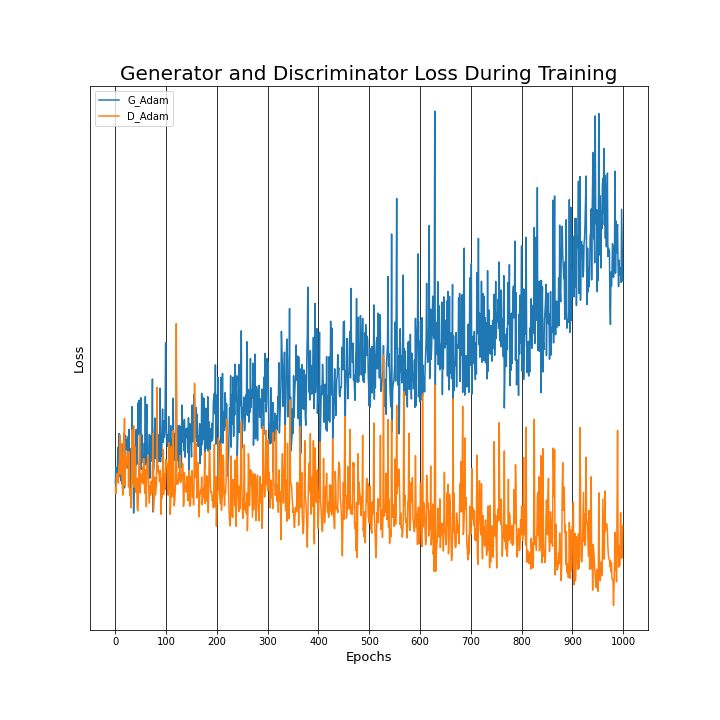 Generator and Discriminator Loss During Training
G_Adam
D_Adam
Loss
0 100 200 300 400 500 600 700 800 900 1000
Epochs